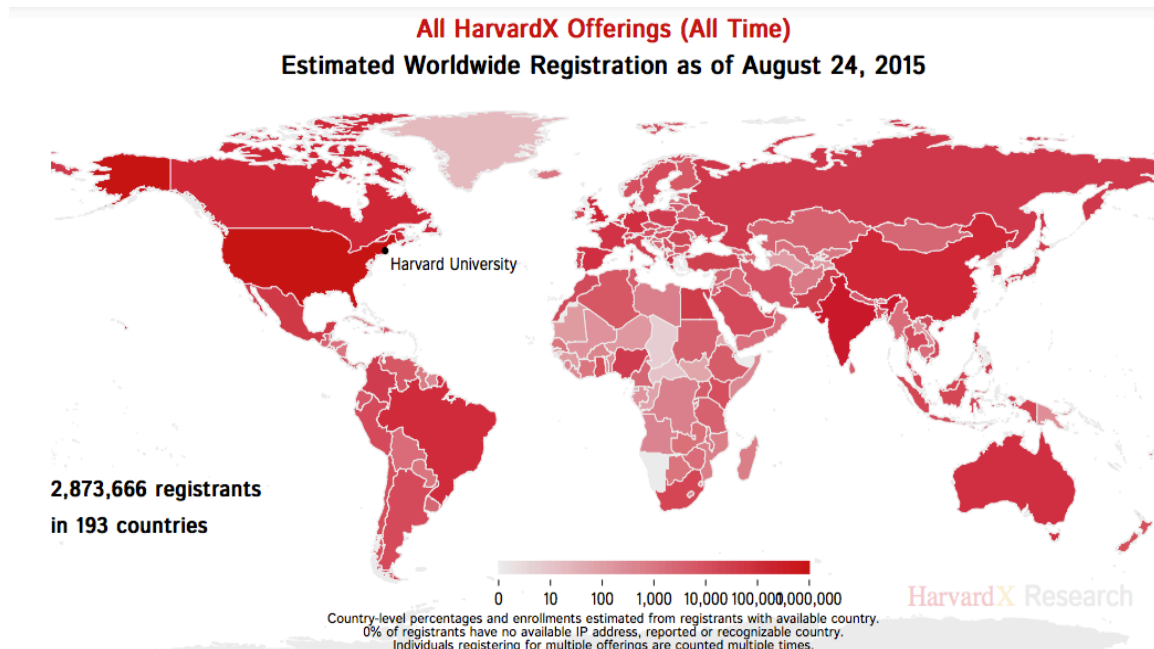 All HarvardX Offerings (All Time)
Estimated Worldwide Registration as of August 24, 2015
Harvard University
2,873,666 registrants
in 193 countries
0 10 100 1,000 10,000 100,000 1,000,000
HarvardX Research
Country-level percentages and enrollments estimated from registrants with available country.
0% of registrants have no available IP address, reported or recognizable country.
Individuals registering for multiple offerings are counted multiple times.